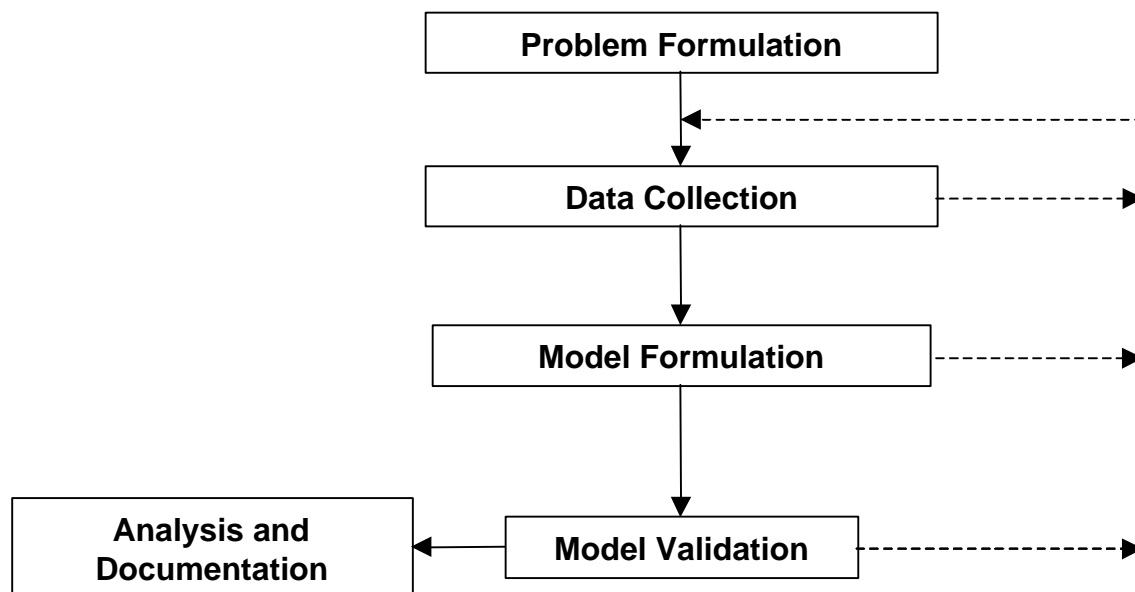 Problem Formulation
Data Collection
Model Formulation
Analysis and
Documentation
Model Validation